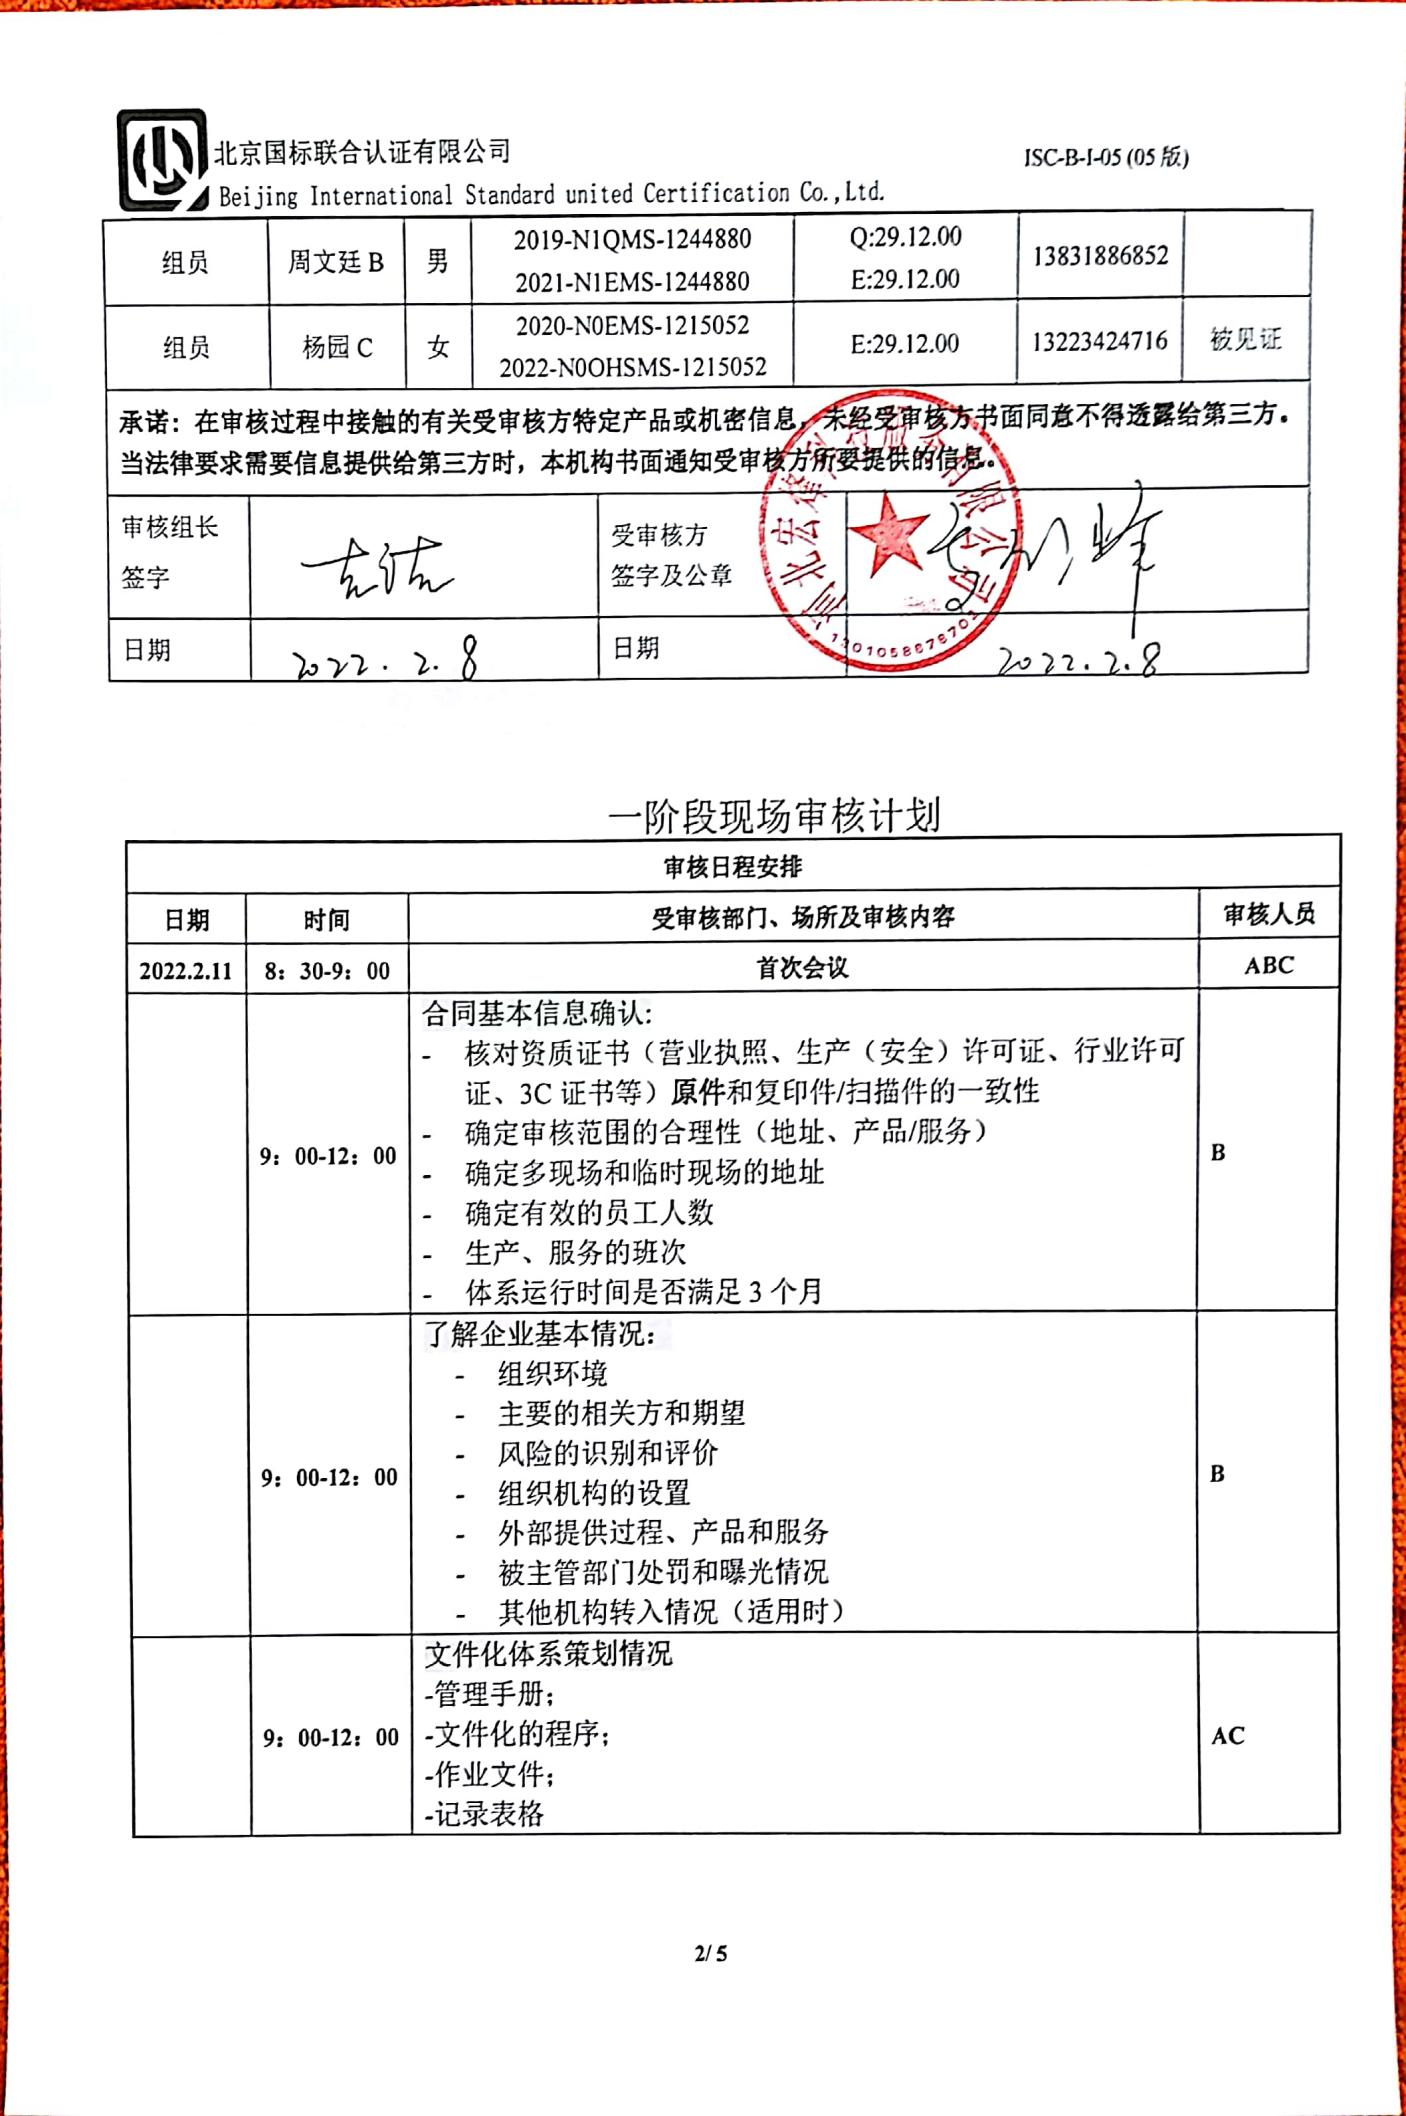 北京国标联合认证有限公司
ISC-B-I-05 (05 版)
Beijing International Standard united Certification Co.,Ltd.
组员 周文廷 B 男 2019-N1QMS-1244880 Q:29.12.00 13831886852
2021-N1EMS-1244880 E:29.12.00
组员 杨园 C 女 2020-N0EMS-1215052 E:29.12.00 13223424716 被见证
2022-N0OHSMS-1215052
承诺：在审核过程中接触的有关受审核方特定产品或机密信息，未经受审核方书面同意不得透露给第三方。
当法律要求需要信息提供给第三方时，本机构书面通知受审核方所要提供的信息。
审核组长
签字
受审核方
签字及公章
日期 2022.2.8 日期 2022.2.8
一阶段现场审核计划
审核日程安排
日期 时间 受审核部门、场所及审核内容 审核人员
2022.2.11 8：30-9：00 首次会议 ABC
合同基本信息确认:
- 核对资质证书（营业执照、生产（安全）许可证、行业许可
证、3C 证书等）原件和复印件/扫描件的一致性
- 确定审核范围的合理性（地址、产品/服务）
9：00-12：00 B
- 确定多现场和临时现场的地址
- 确定有效的员工人数
- 生产、服务的班次
- 体系运行时间是否满足 3 个月
了解企业基本情况：
- 组织环境
- 主要的相关方和期望
- 风险的识别和评价
9：00-12：00 B
- 组织机构的设置
- 外部提供过程、产品和服务
- 被主管部门处罚和曝光情况
- 其他机构转入情况（适用时）
文件化体系策划情况
-管理手册；
9：00-12：00 -文件化的程序； AC
-作业文件；
-记录表格
2/ 5